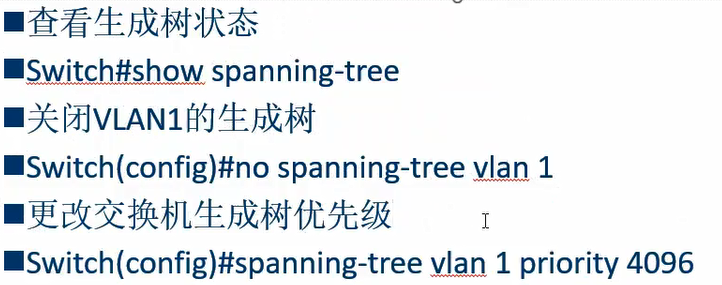 ■查看生成树状态
■Switch#show spanning-tree
■关闭VLAN1的生成树
■Switch(config)#no spanning-tree vlan 1
■更改交换机生成树优先级
■Switch(config)#spanning-tree vlan 1 priority 4096